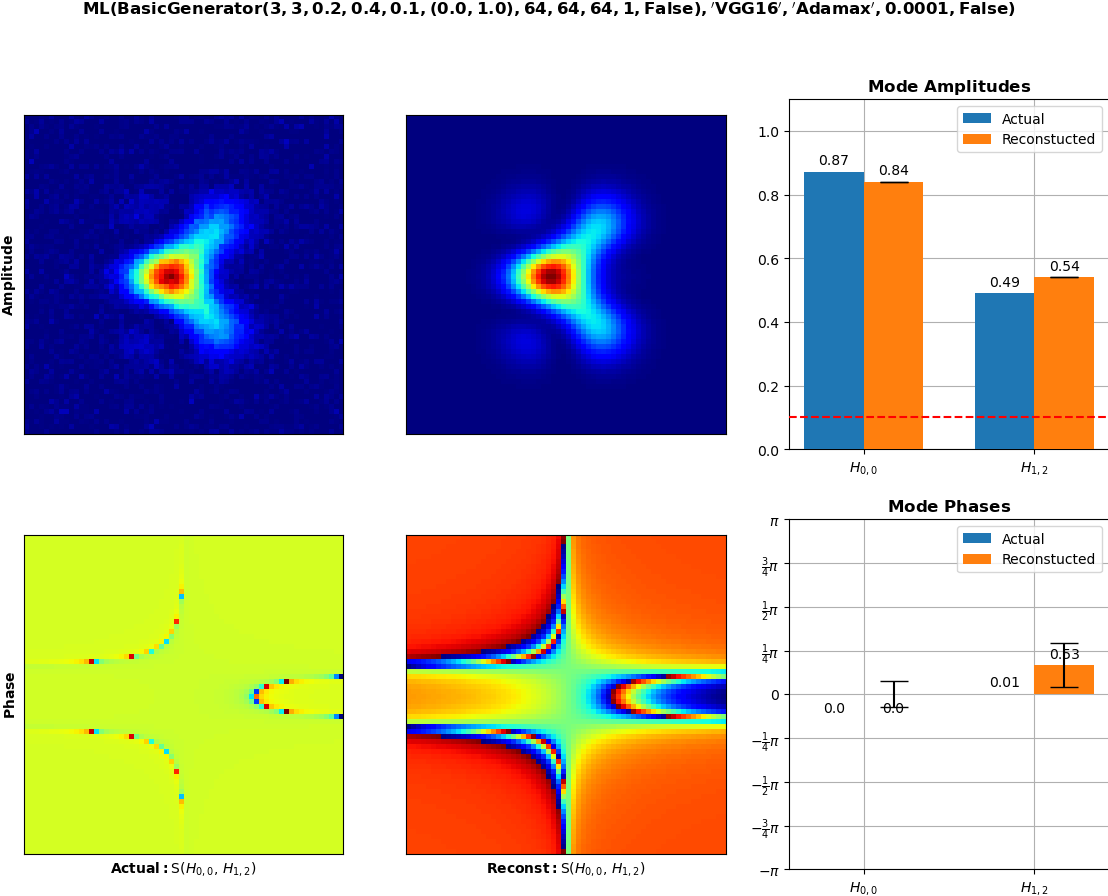 ML(BasicGenerator(3, 3, 0.2, 0.4, 0.1, (0.0, 1.0), 64, 64, 64, 1, False), ′VGG16′, ′Adamax′, 0.0001, False)
Amplitude
Mode Amplitudes
Actual
Reconstucted
0.87
0.84
0.49
0.54
1.0
0.8
0.6
0.4
0.2
0.0
H0,0
H1,2
Phase
Actual: S(H0,0, H1,2)
Reconst: S(H0,0, H1,2)
Mode Phases
Actual
Reconstucted
π
3/4π
1/2π
1/4π
0
−1/4π
−1/2π
−3/4π
−π
0.0
0.0
0.01
0.53
H0,0
H1,2